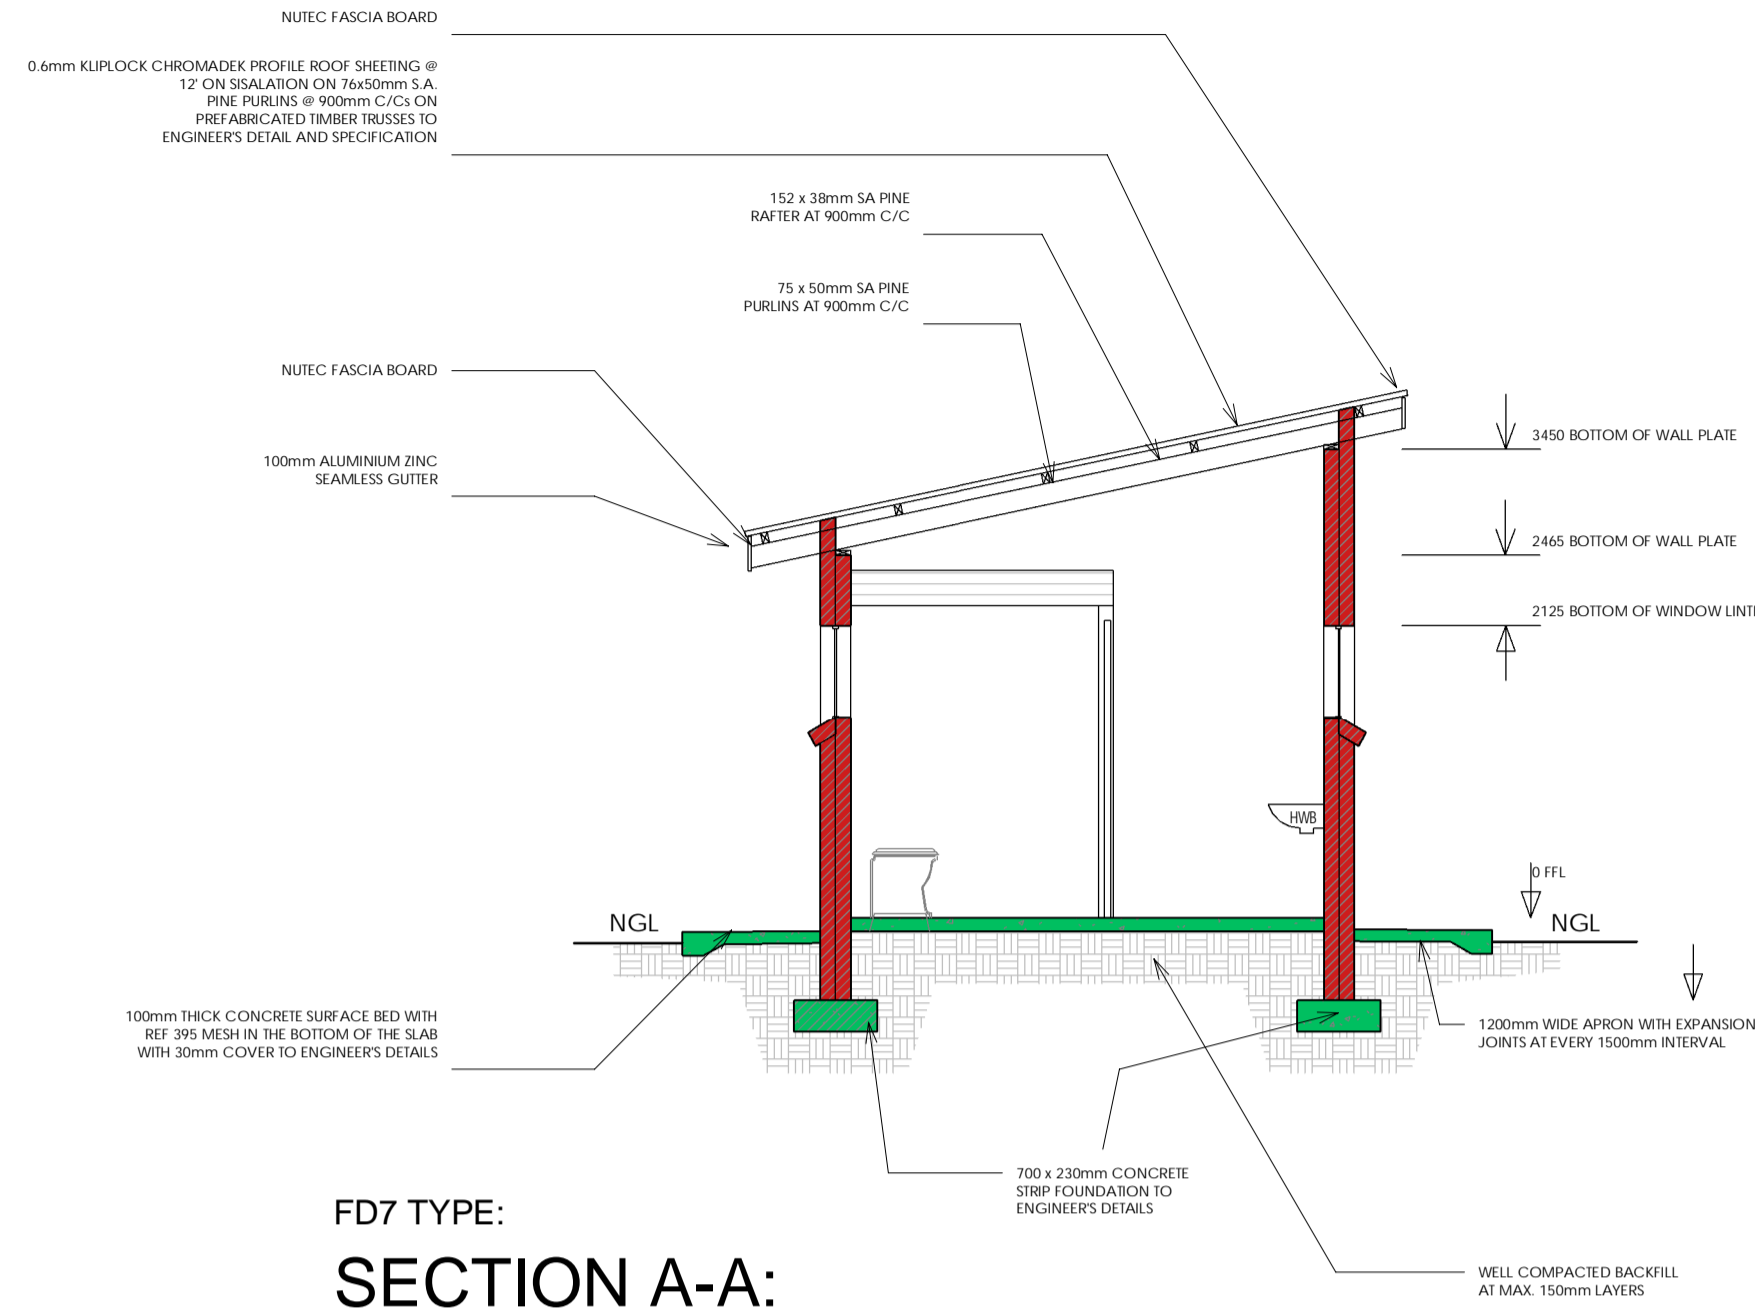 NUTEC FASCIA BOARD
0.6mm KLIPLOCK CHROMADEK PROFILE ROOF SHEETING @
12' ON SISALATION ON 76x50mm S.A.
PINE PURLINS @ 900mm C/Cs ON
PREFABRICATED TIMBER TRUSSES TO
ENGINEER'S DETAIL AND SPECIFICATION
152 x 38mm SA PINE
RAFTER AT 900mm C/C
75 x 50mm SA PINE
PURLINS AT 900mm C/C
NUTEC FASCIA BOARD
100mm ALUMINIUM ZINC
SEAMLESS GUTTER
3450 BOTTOM OF WALL PLATE
2465 BOTTOM OF WALL PLATE
2125 BOTTOM OF WINDOW LINT
HWB
0 FFL
NGL
NGL
100mm THICK CONCRETE SURFACE BED WITH
REF 395 MESH IN THE BOTTOM OF THE SLAB
WITH 30mm COVER TO ENGINEER'S DETAILS
1200mm WIDE APRON WITH EXPANSION
JOINTS AT EVERY 1500mm INTERVAL
700 x 230mm CONCRETE
STRIP FOUNDATION TO
ENGINEER'S DETAILS
WELL COMPACTED BACKFILL
AT MAX. 150mm LAYERS
FD7 TYPE:
SECTION A-A: